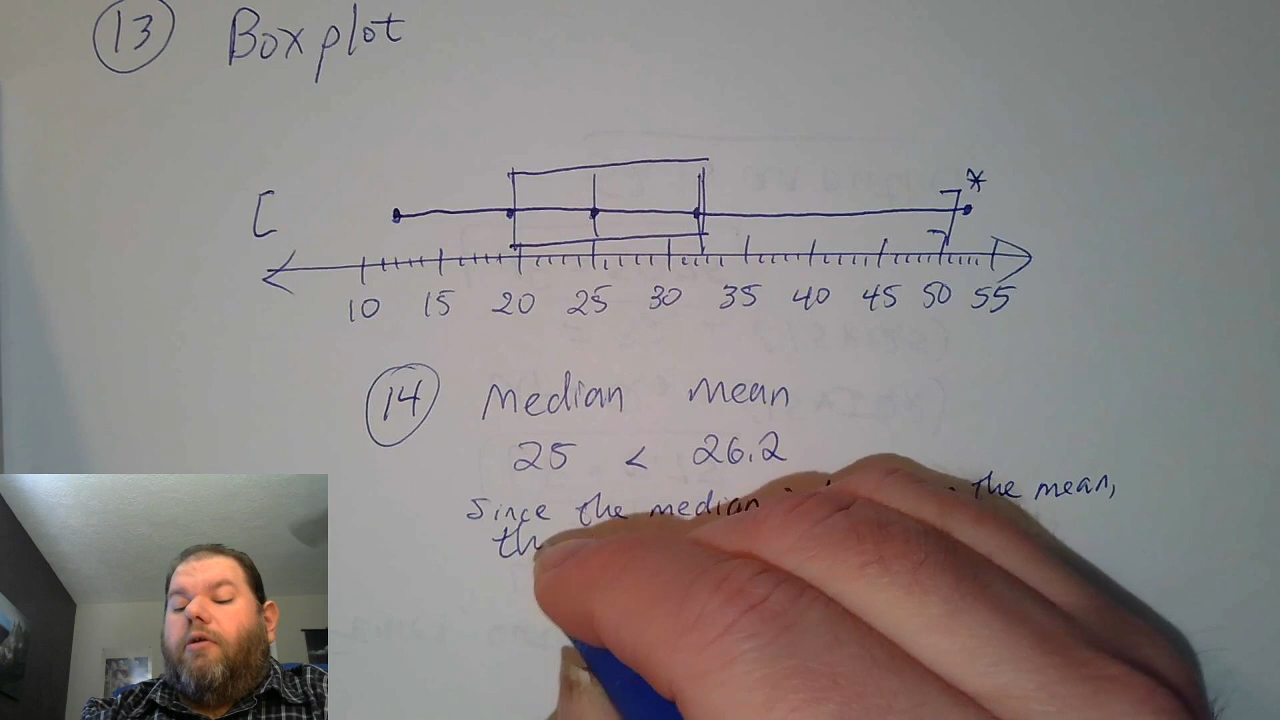 13 Boxplot
[ ] *
10 15 20 25 30 35 40 45 50 55
14 Median Mean
25 < 26.2
Since the median the mean,